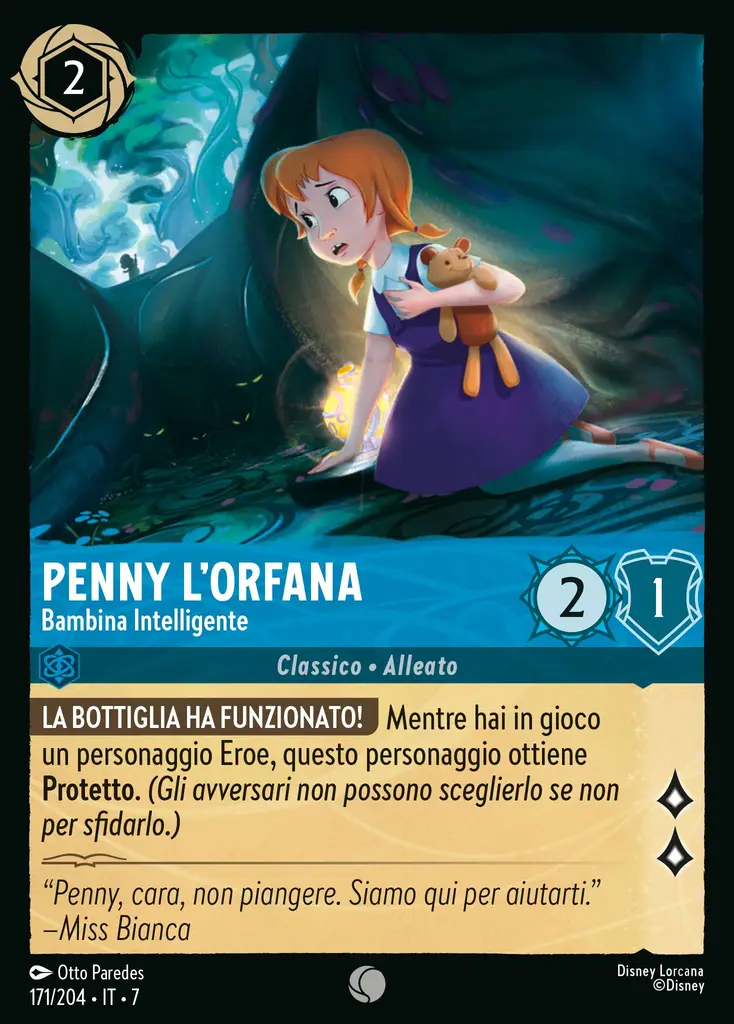 2
PENNY L'ORFANA
Bambina Intelligente
2
1
Classico • Alleato
LA BOTTIGLIA HA FUNZIONATO! Mentre hai in gioco
un personaggio Eroe, questo personaggio ottiene
Protetto. (Gli avversari non possono sceglierlo se non
per sfidarlo.)
“Penny, cara, non piangere. Siamo qui per aiutarti.”
–Miss Bianca
Otto Paredes
171/204 • IT • 7
Disney Lorcana
©Disney